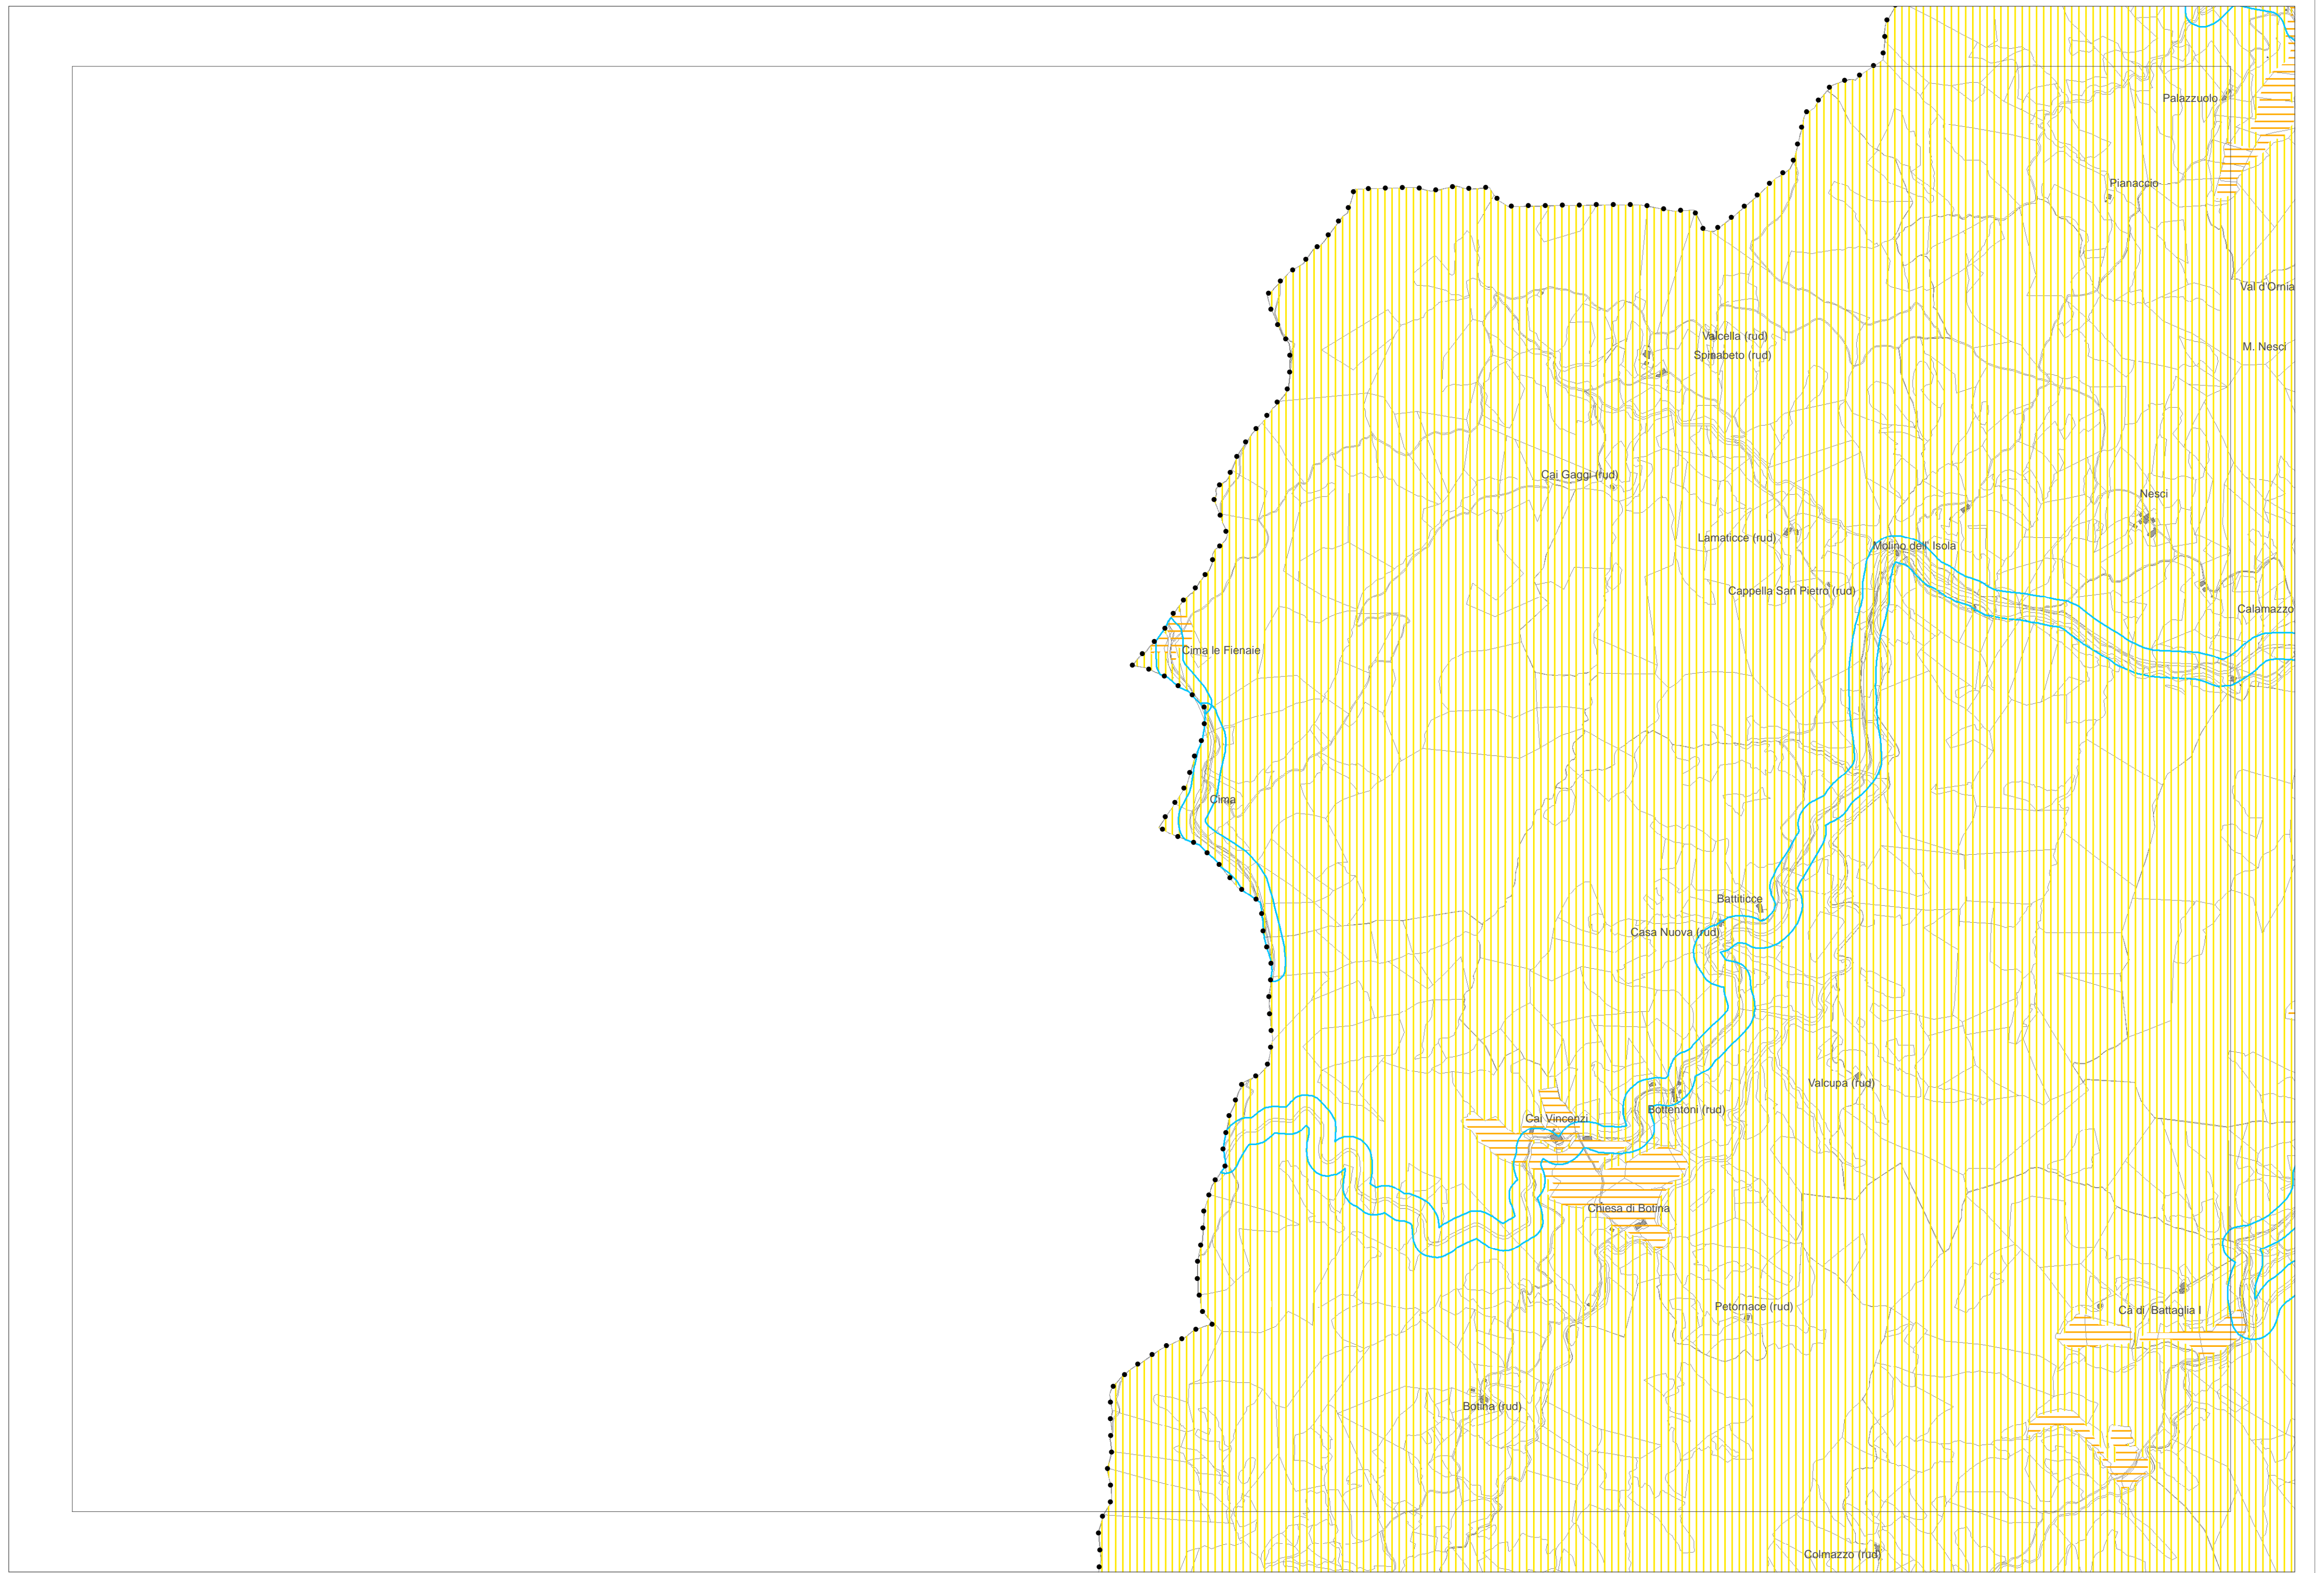 Palazzuolo
Pianaccio
Val d'Ornia
Valcella (rud)
M. Nesci
Spinabeto (rud)
Cai Gaggi (rud)
Nesci
Lamaticce (rud)
Molino dell' Isola
Cappella San Pietro (rud)
Calamazzo
Cima le Fienaie
Cima
Battiticce
Casa Nuova (rud)
Valcupa (rud)
Bottentoni (rud)
Cai Vincenzi
Chiesa di Botina
Petornace (rud)
Cà di Battaglia I
Botina (rud)
Colmazzo (rud)